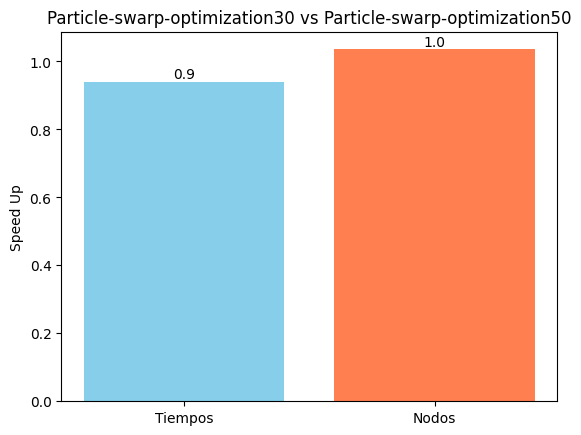 Particle-swarp-optimization30 vs Particle-swarp-optimization50
Speed Up
1.0
0.8
0.6
0.4
0.2
0.0
0.9
1.0
Tiempos
Nodos